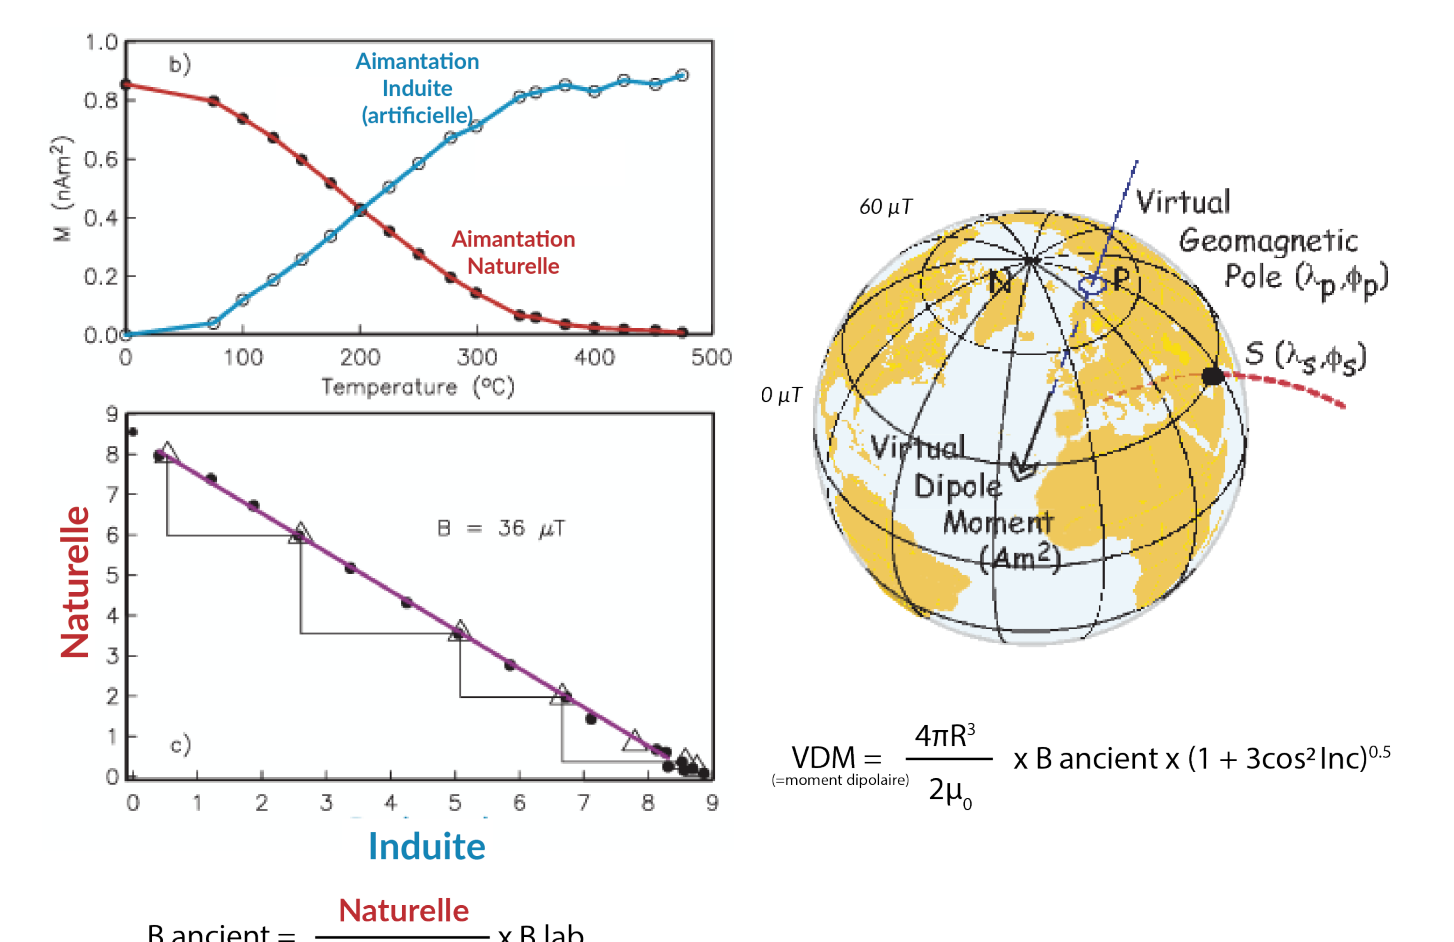 1.0
0.8
0.6
0.4
0.2
0.0
M (nAm²)
b)
Aimantation
Induite
(artificielle)
Aimantation
Naturelle
0 100 200 300 400 500
Temperature (ºC)
9
8
7
6
5
4
3
2
1
0
Naturelle
B = 36 µT
c)
0 1 2 3 4 5 6 7 8 9
Induite
B ancient = Naturelle x B lab
60 µT
0 µT
Virtual
Geomagnetic
Pole (λp,ϕp)
N
P
S (λs,ϕs)
Virtual
Dipole
Moment
(Am2)
VDM = 4πR³ / 2µ₀ x B ancient x (1 + 3cos² Inc)⁰·⁵
(=moment dipolaire)